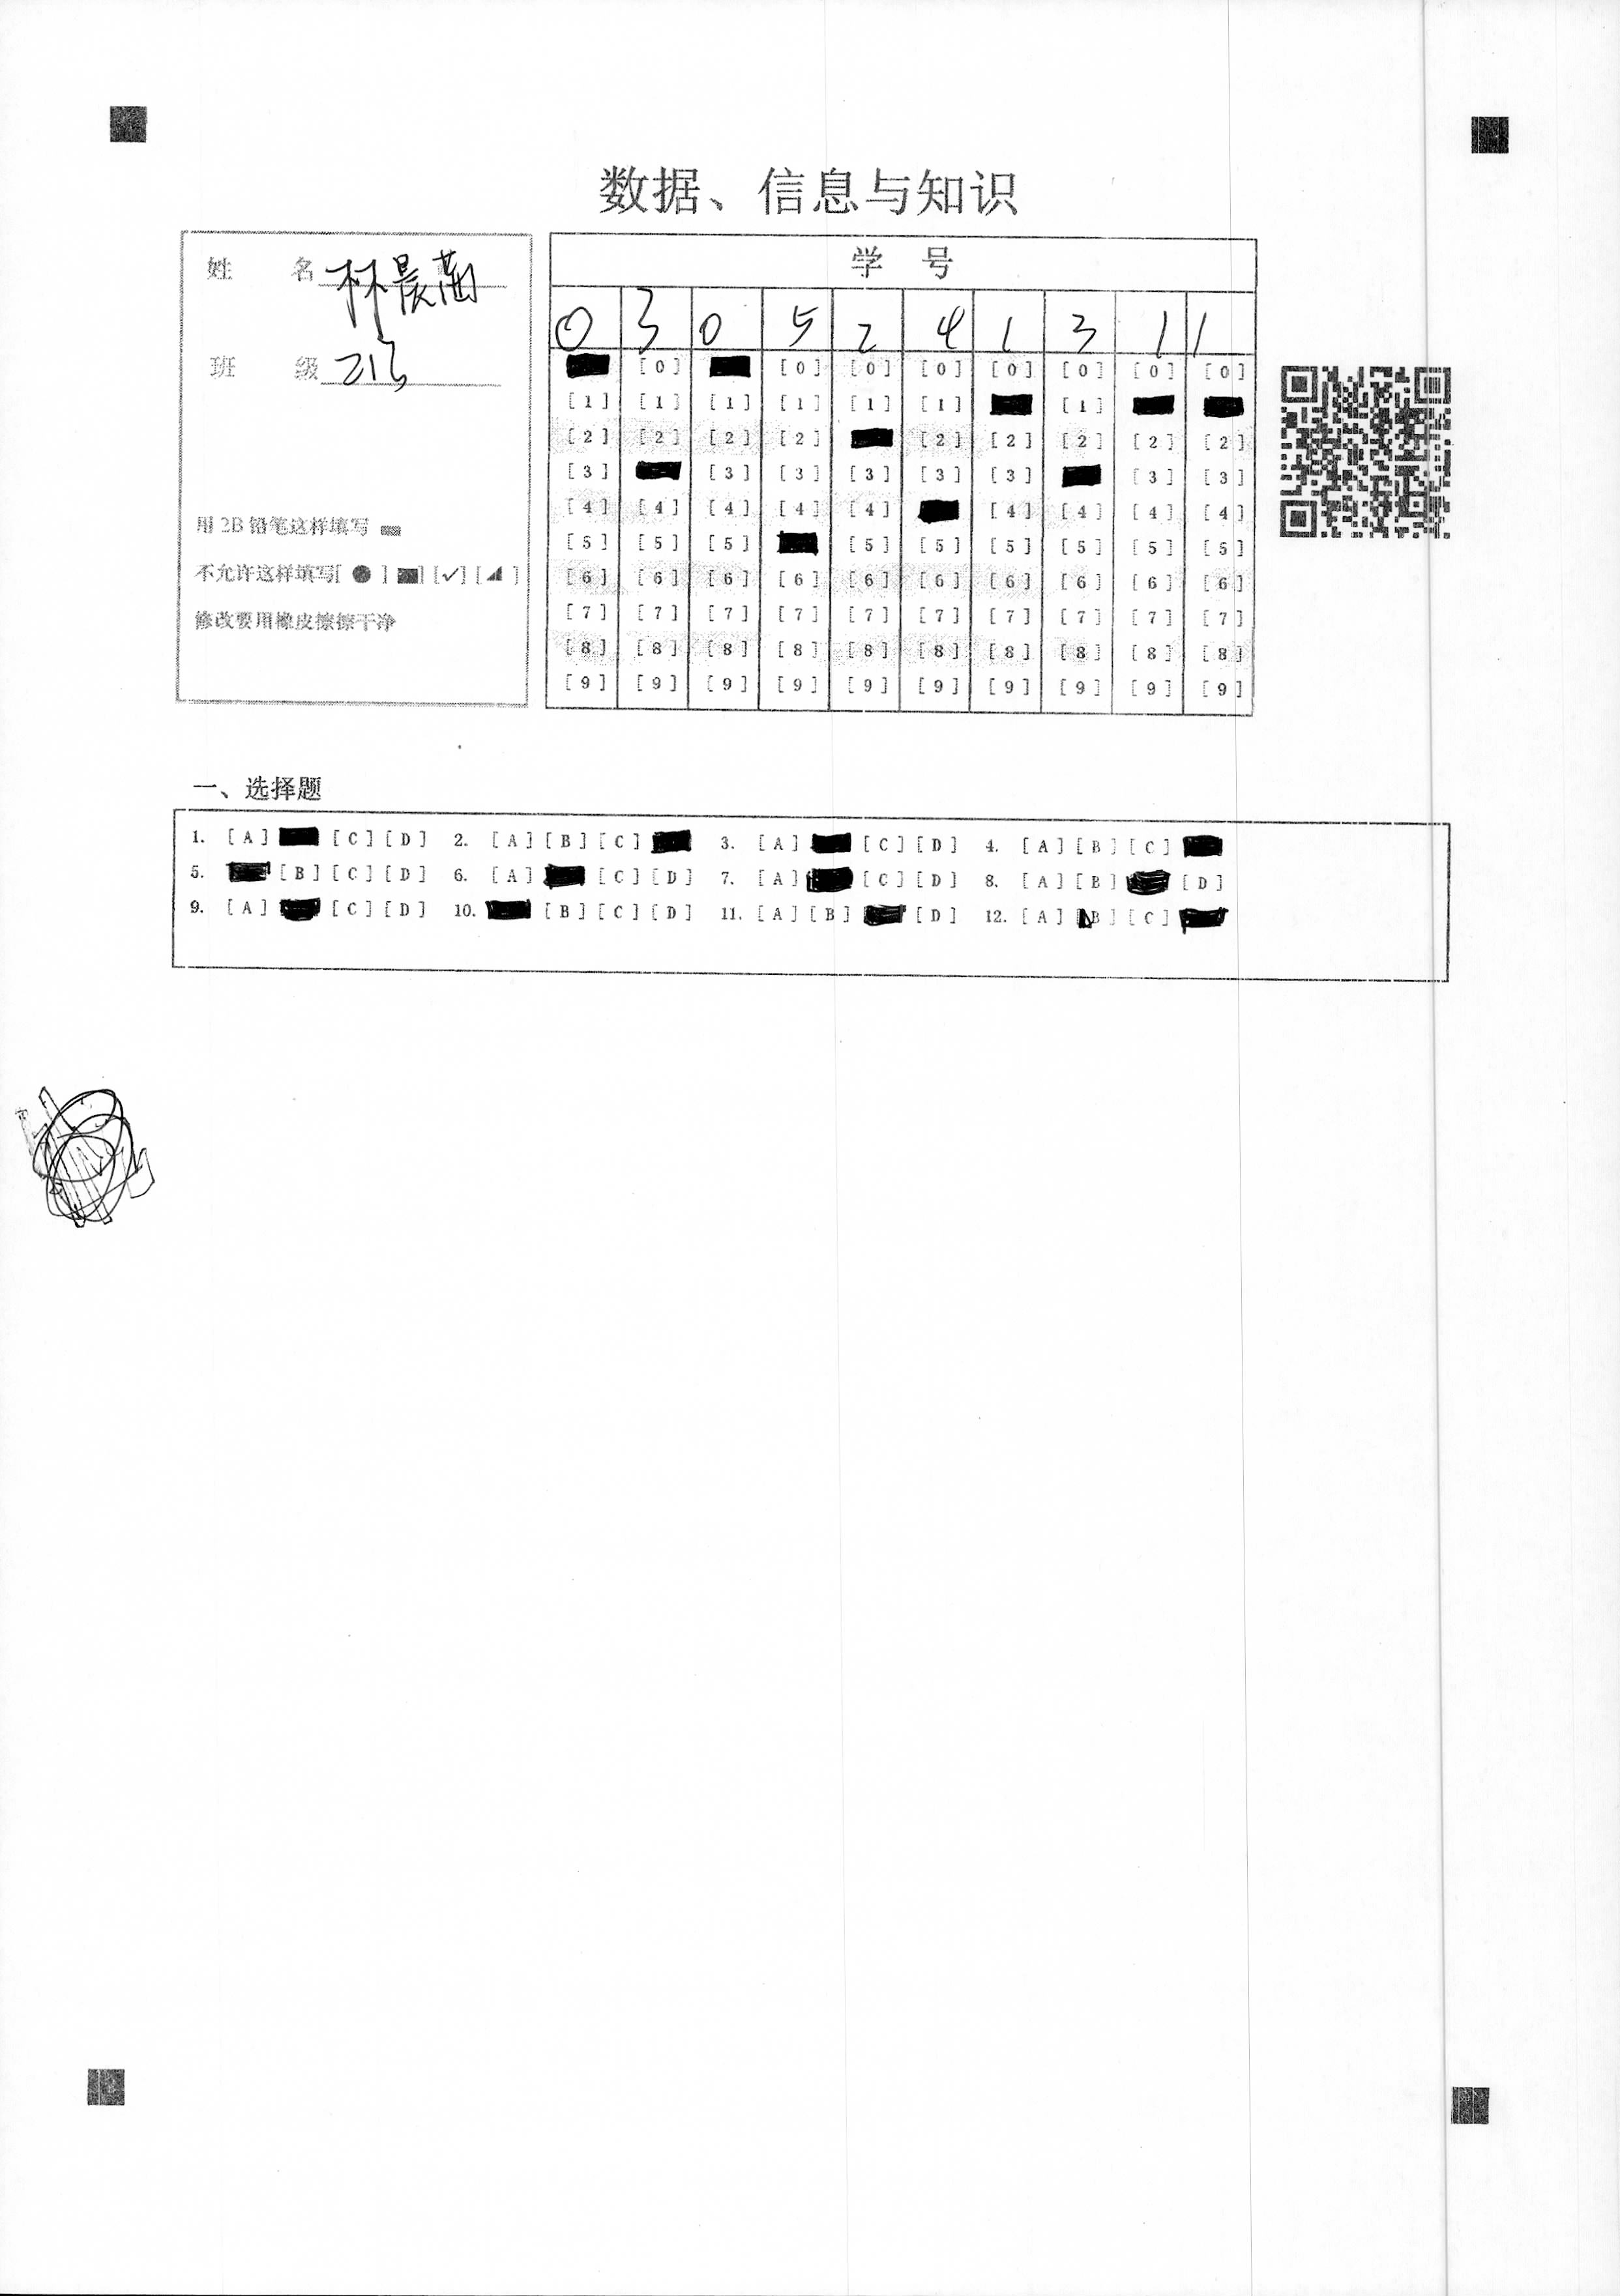 数据、信息与知识
姓 名 林晨菡
班 级 213
用 2B 铅笔这样填写
不允许这样填写[ ● ] [■] [✓] [◢ ]
修改要用橡皮擦擦干净
学 号
0 3 0 5 2 4 1 3 1 1
[0] [0] [0] [0] [0] [0] [0] [0]
[1] [1] [1] [1] [1] [1] [1]
[2] [2] [2] [2] [2] [2] [2] [2] [2]
[3] [3] [3] [3] [3] [3] [3] [3]
[4] [4] [4] [4] [4] [4] [4] [4] [4]
[5] [5] [5] [5] [5] [5] [5] [5] [5]
[6] [6] [6] [6] [6] [6] [6] [6] [6] [6]
[7] [7] [7] [7] [7] [7] [7] [7] [7] [7]
[8] [8] [8] [8] [8] [8] [8] [8] [8] [8]
[9] [9] [9] [9] [9] [9] [9] [9] [9] [9]
一、选择题
1. [A] [C] [D] 2. [A] [B] [C] 3. [A] [C] [D] 4. [A] [B] [C]
5. [B] [C] [D] 6. [A] [C] [D] 7. [A] [C] [D] 8. [A] [B] [D]
9. [A] [C] [D] 10. [B] [C] [D] 11. [A] [B] [D] 12. [A] [B] [C]